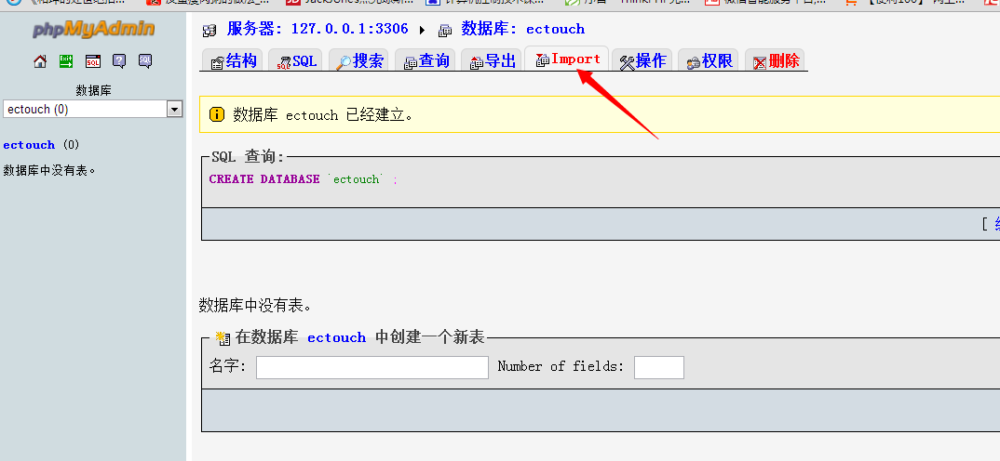 phpMyAdmin
数据库
ectouch (0)
ectouch (0)
数据库中没有表。
服务器: 127.0.0.1:3306 数据库: ectouch
结构 SQL 搜索 查询 导出 Import 操作 权限 删除
数据库 ectouch 已经建立。
SQL 查询:
CREATE DATABASE `ectouch` ;
[
数据库中没有表。
在数据库 ectouch 中创建一个新表
名字: Number of fields: